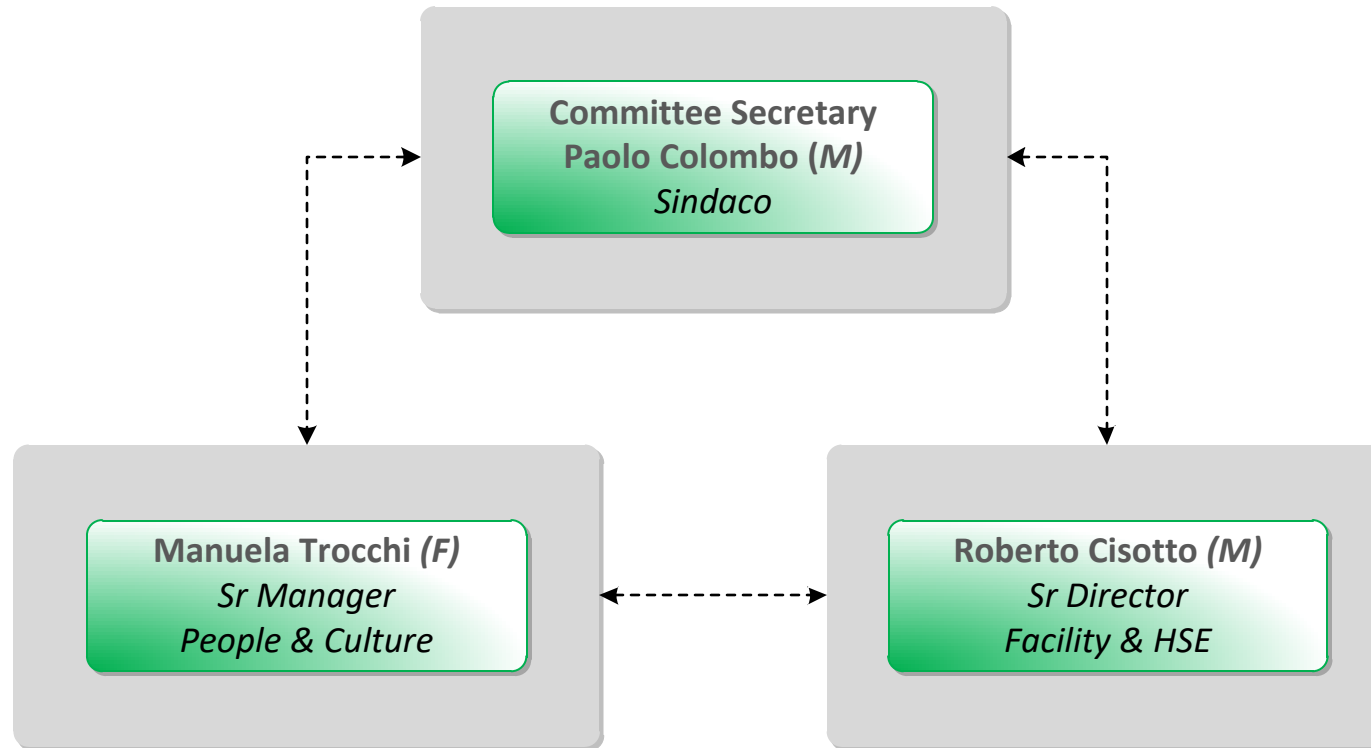 Committee Secretary
Paolo Colombo (M)
Sindaco
Manuela Trocchi (F)
Sr Manager
People & Culture
Roberto Cisotto (M)
Sr Director
Facility & HSE